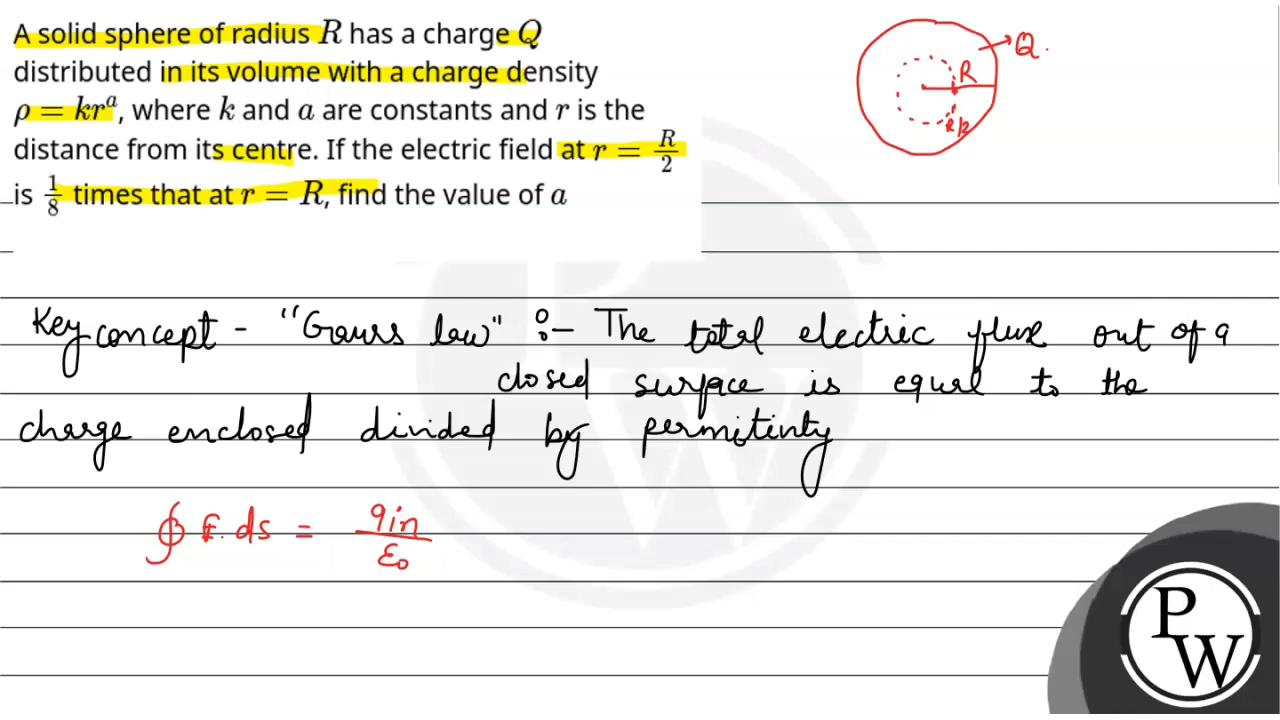 A solid sphere of radius R has a charge Q
distributed in its volume with a charge density
ρ = kr^a, where k and a are constants and r is the
distance from its centre. If the electric field at r = R/2
is 1/8 times that at r = R, find the value of a
Q.
R
R/2
Key concept - "Gauss law" :- The total electric flux out of a
closed surface is equal to the
charge enclosed divided by permitinty
∮ E. ds = qin/ε₀
P
W